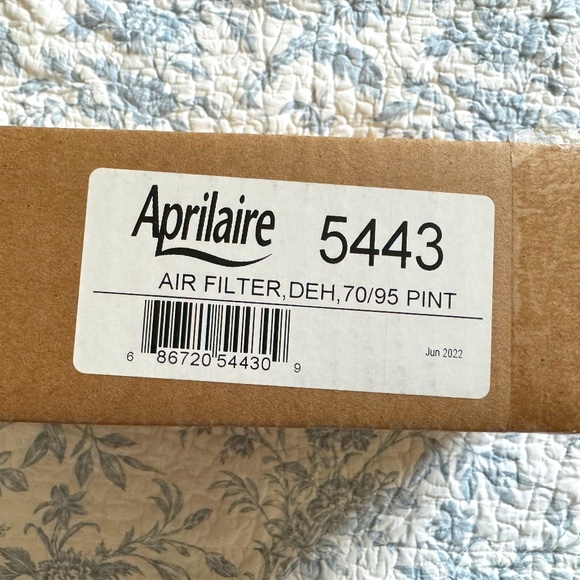 Aprilaire 5443
AIR FILTER,DEH,70/95 PINT
6 86720 54430 9
Jun 2022